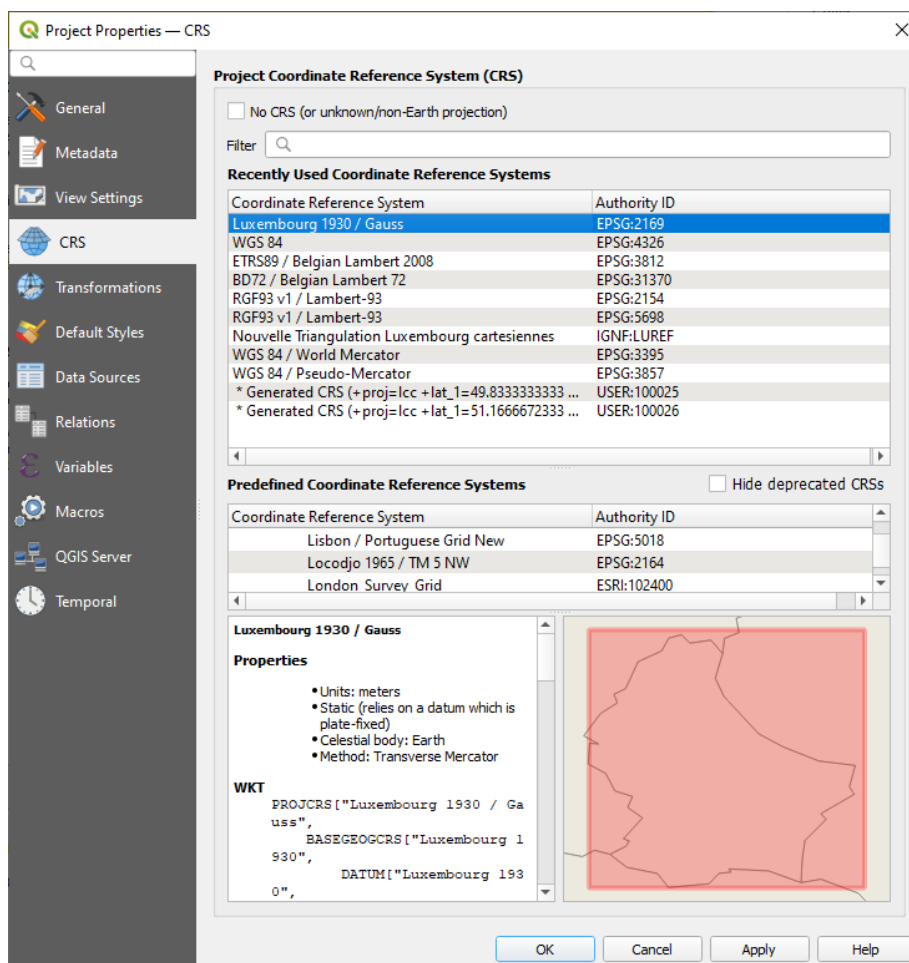 Project Properties — CRS
Project Coordinate Reference System (CRS)
General
Metadata
View Settings
CRS
Transformations
Default Styles
Data Sources
Relations
Variables
Macros
QGIS Server
Temporal
No CRS (or unknown/non-Earth projection)
Filter
Recently Used Coordinate Reference Systems
Coordinate Reference System Authority ID
Luxembourg 1930 / Gauss EPSG:2169
WGS 84 EPSG:4326
ETRS89 / Belgian Lambert 2008 EPSG:3812
BD72 / Belgian Lambert 72 EPSG:31370
RGF93 v1 / Lambert-93 EPSG:2154
RGF93 v1 / Lambert-93 EPSG:5698
Nouvelle Triangulation Luxembourg cartesiennes IGNF:LUREF
WGS 84 / World Mercator EPSG:3395
WGS 84 / Pseudo-Mercator EPSG:3857
* Generated CRS (+proj=lcc +lat_1=49.8333333333 ... USER:100025
* Generated CRS (+proj=lcc +lat_1=51.1666672333 ... USER:100026
Predefined Coordinate Reference Systems Hide deprecated CRSs
Coordinate Reference System Authority ID
Lisbon / Portuguese Grid New EPSG:5018
Locodjo 1965 / TM 5 NW EPSG:2164
London_Survey_Grid ESRI:102400
Luxembourg 1930 / Gauss
Properties
• Units: meters
• Static (relies on a datum which is
plate-fixed)
• Celestial body: Earth
• Method: Transverse Mercator
WKT
PROJCRS["Luxembourg 1930 / Ga
uss",
BASEGEOGCRS["Luxembourg 1
930",
DATUM["Luxembourg 193
0",
OK Cancel Apply Help